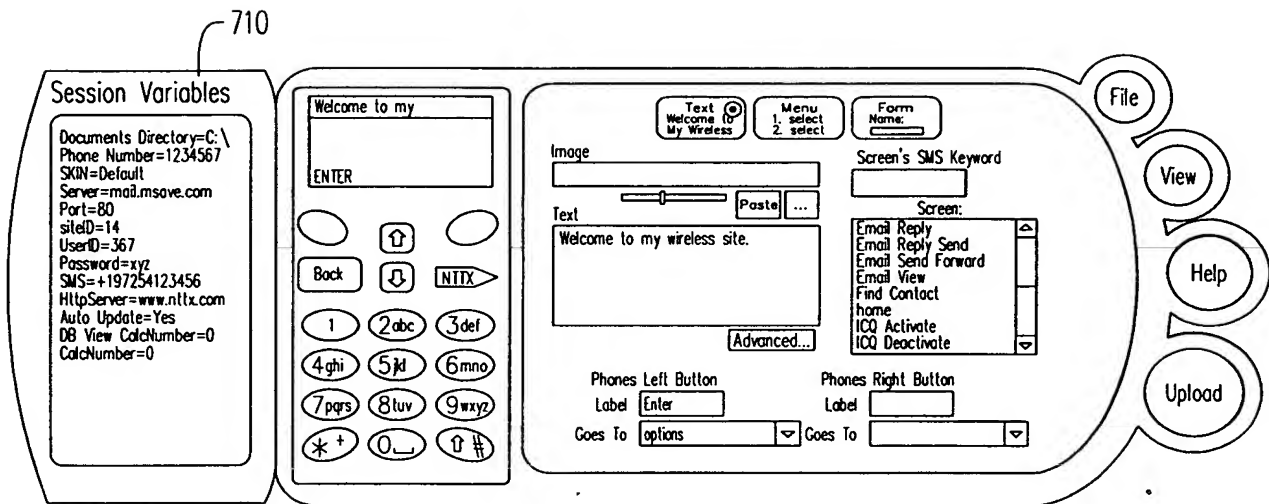 710
Session Variables
Documents Directory=C:\
Phone Number=1234567
SKIN=Default
Server=mail.msave.com
Port=80
siteID=14
UserID=367
Password=xyz
SMS=+197254123456
HttpServer=www.nttx.com
Auto Update=Yes
DB View CalcNumber=0
CalcNumber=0
Welcome to my
ENTER
Back
NTTX
1 2abc 3def
4ghi 5jkl 6mno
7pqrs 8tuv 9wxyz
*+ 0 #
Text
Welcome to
My Wireless
Menu
1. select
2. select
Form
Name:
Image
Paste ...
Text
Welcome to my wireless site.
Advanced...
Screen's SMS Keyword
Screen:
Email Reply
Email Reply Send
Email Send Forward
Email View
Find Contact
home
ICQ Activate
ICQ Deactivate
Phones Left Button
Label Enter
Goes To options
Phones Right Button
Label
Goes To
File
View
Help
Upload